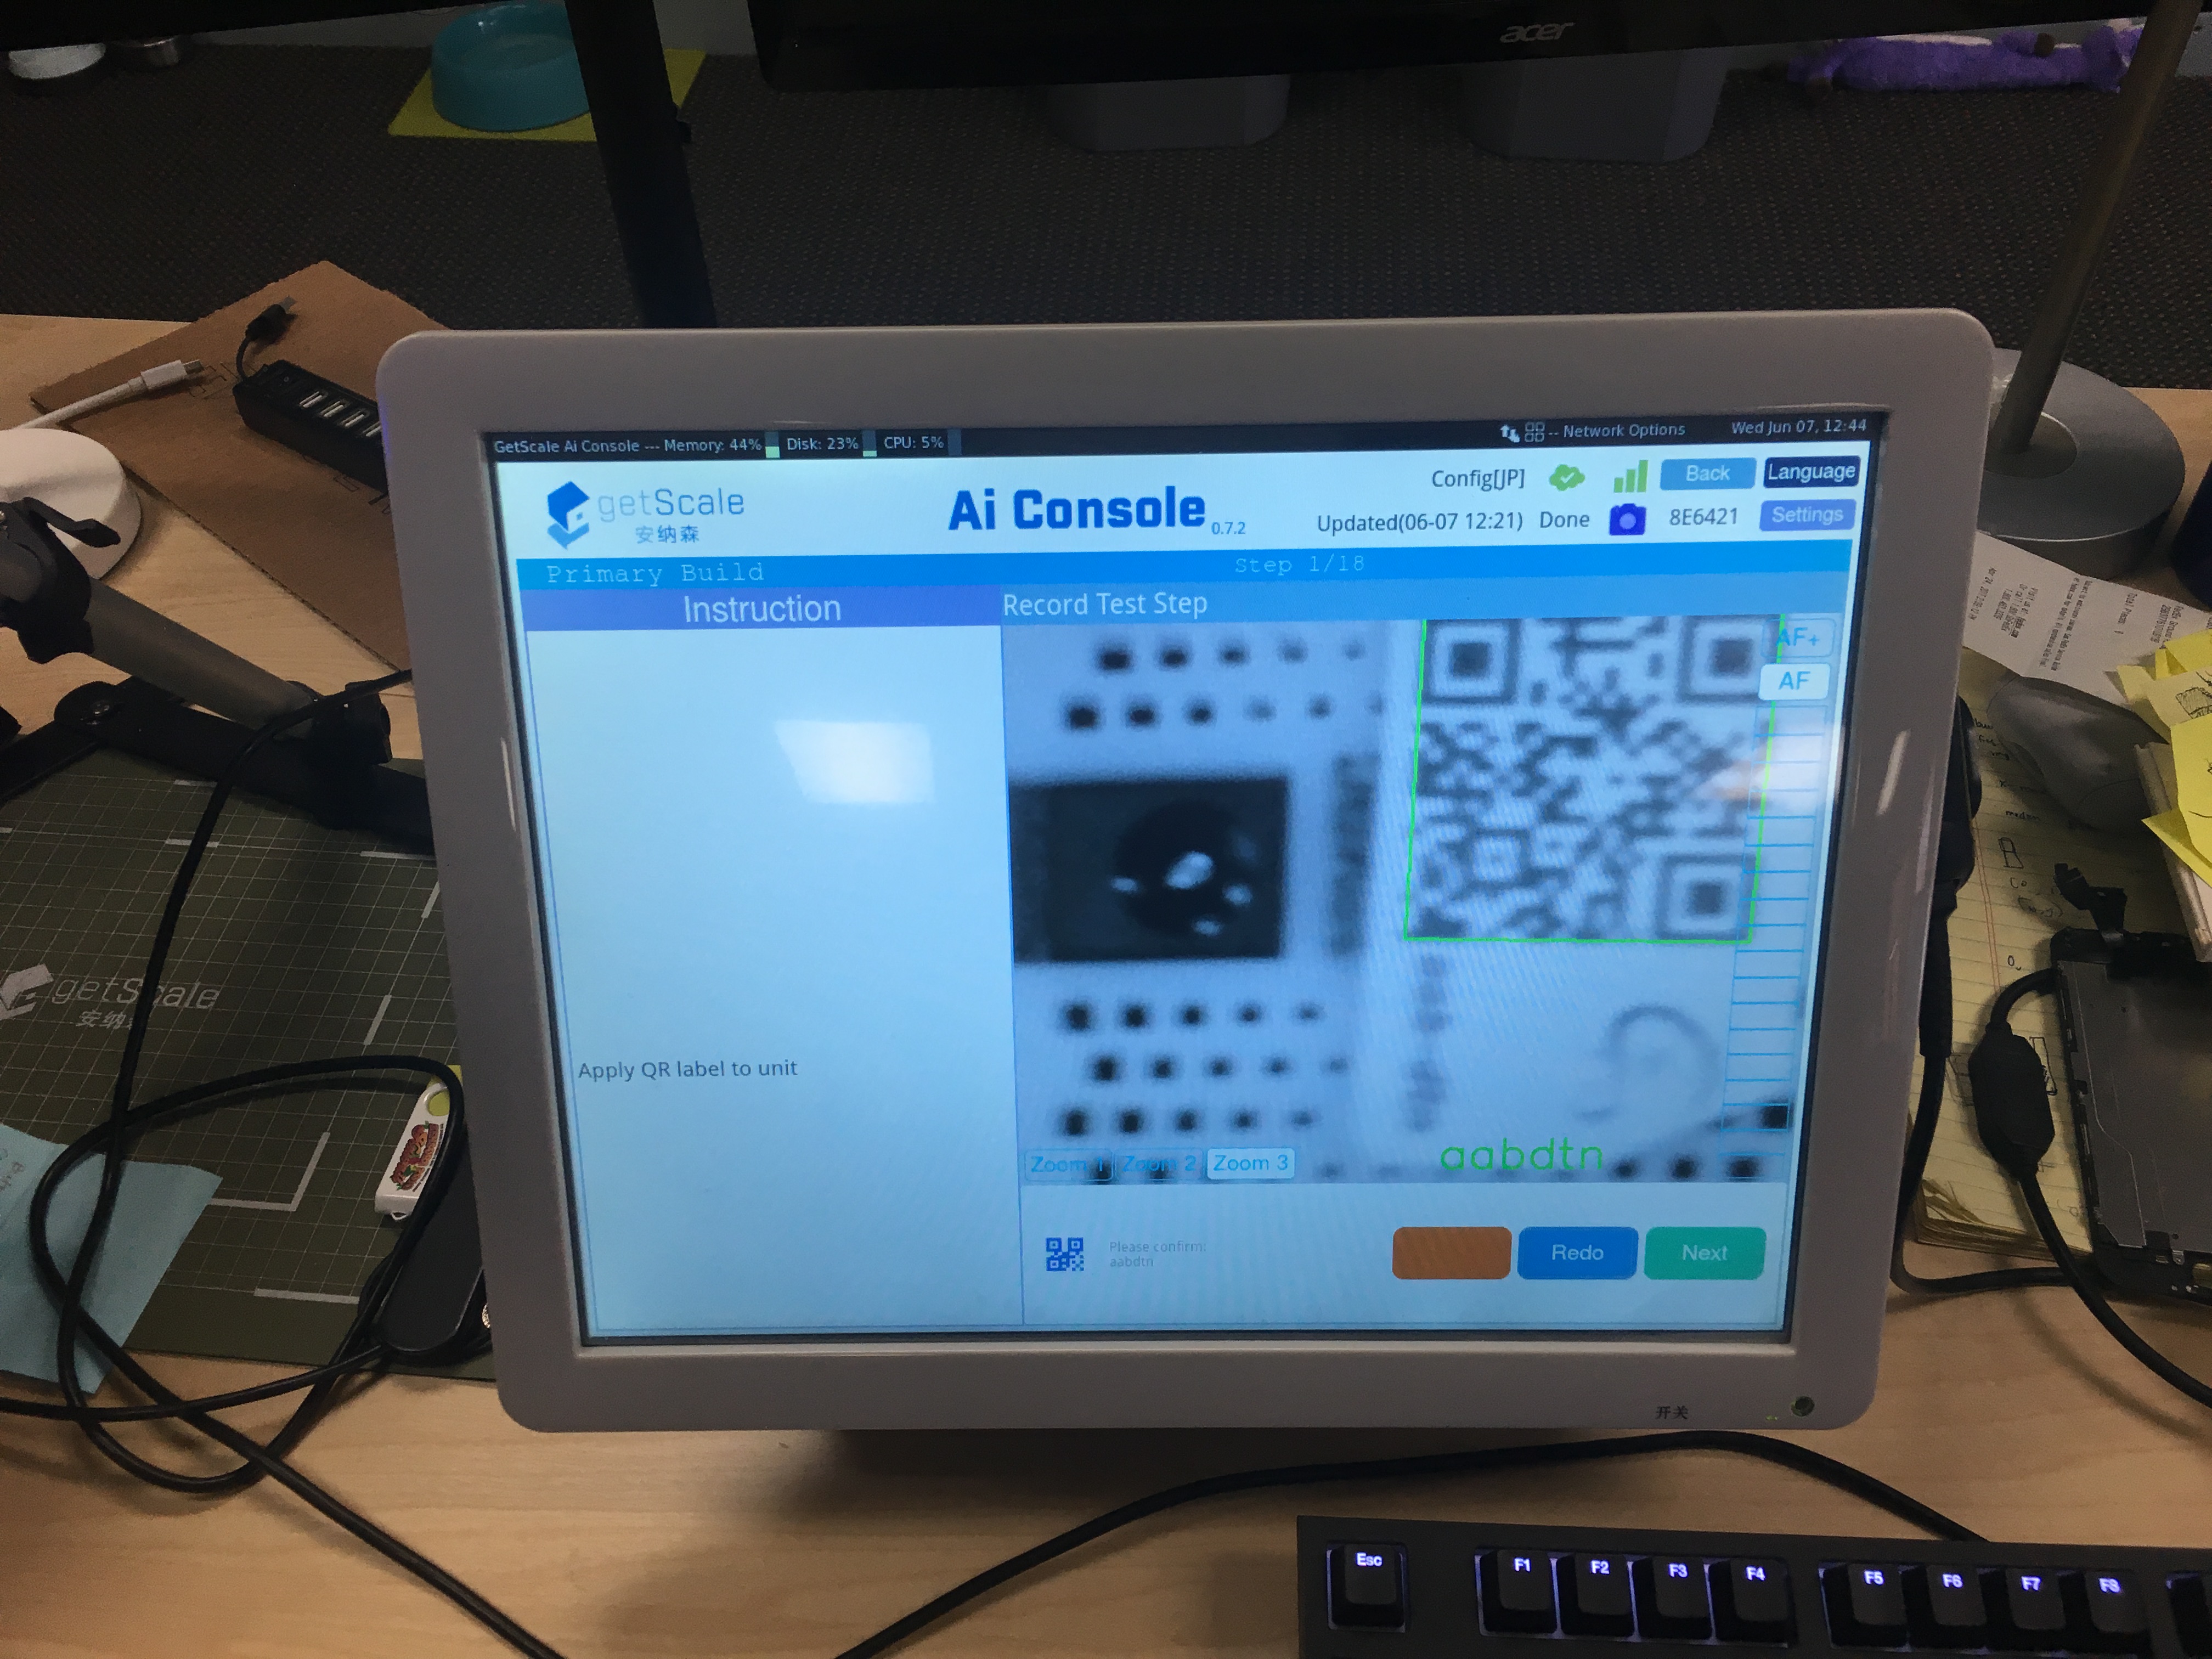 acer
GetScale Ai Console --- Memory: 44% Disk: 23% CPU: 5%
-- Network Options
Wed Jun 07, 12:44
getScale
安纳森
Ai Console 0.7.2
Config[JP]
Back
Language
Updated(06-07 12:21) Done
8E6421
Settings
Primary Build
Step 1/18
Instruction
Record Test Step
AF+
AF
Apply QR label to unit
aabdtn
Zoom 1
Zoom 2
Zoom 3
Please confirm:
aabdtn
Redo
Next
开关
getScale
安纳
Esc
F1
F2
F3
F4
F5
F6
F7
F8